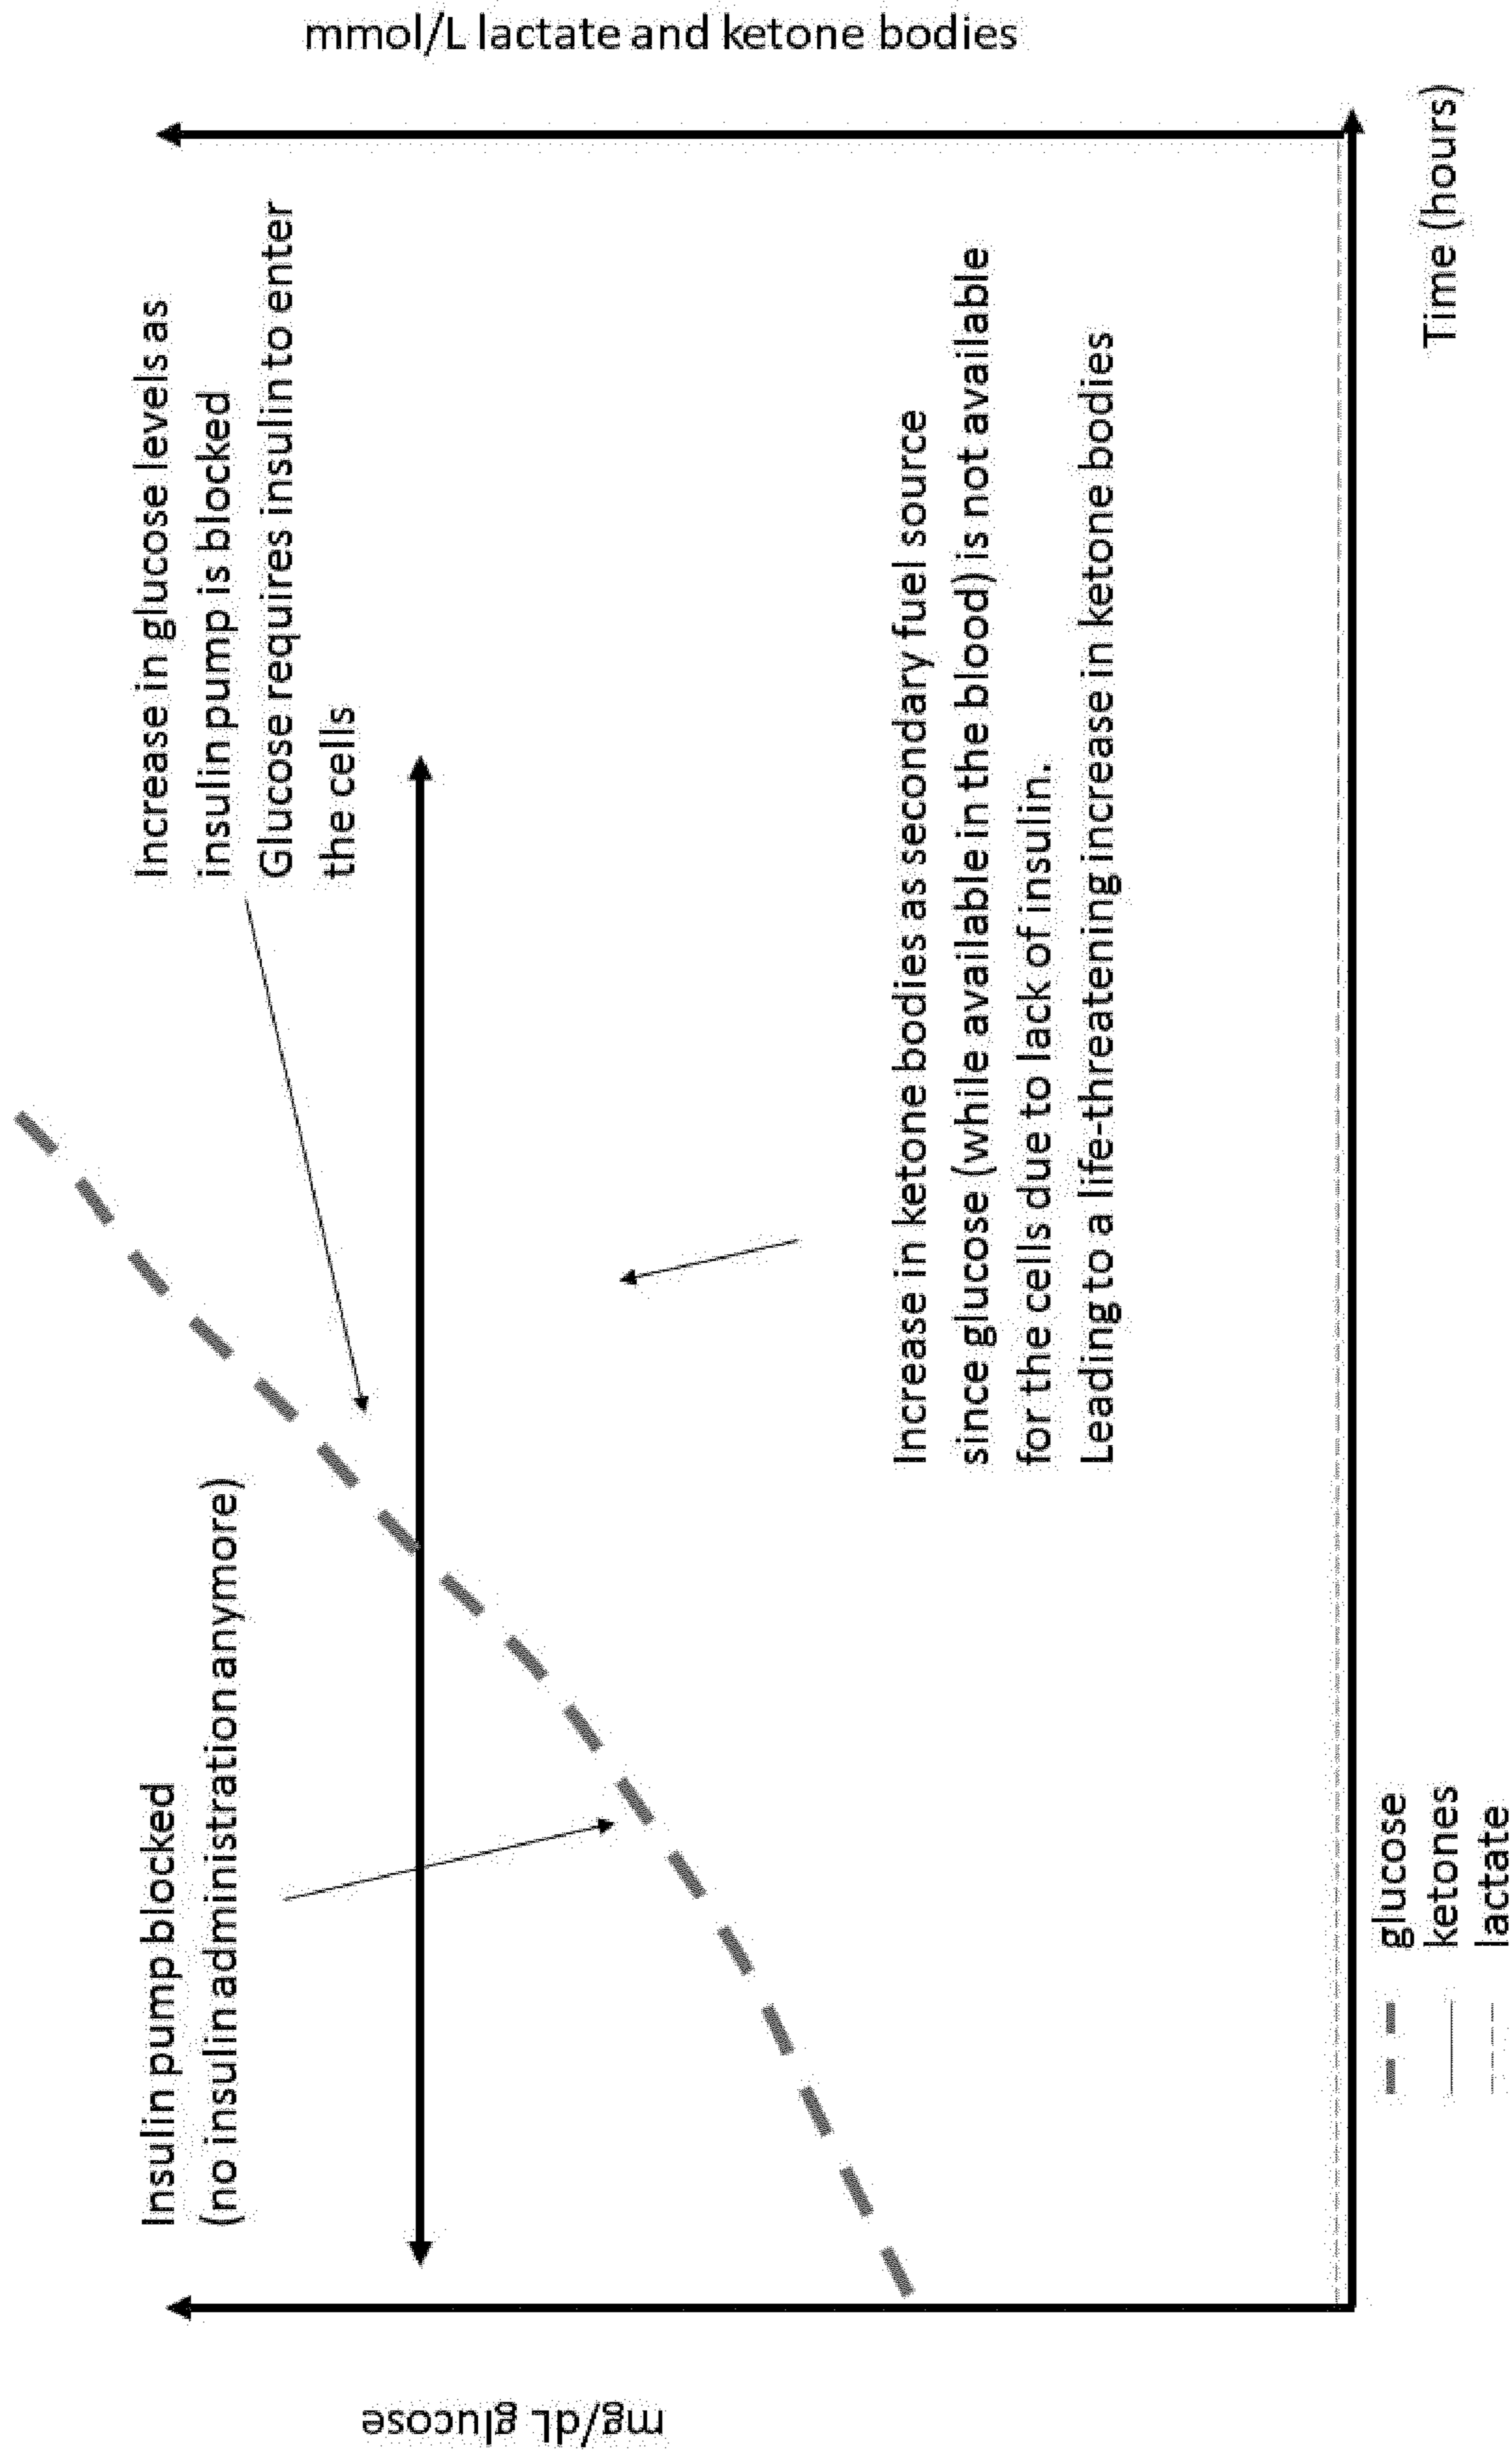 mg/dL glucose
Insulin pump blocked
(no insulin administration anymore)
Increase in glucose levels as
insulin pump is blocked
Glucose requires insulin to enter
the cells
Increase in ketone bodies as secondary fuel source
since glucose (while available in the blood) is not available
for the cells due to lack of insulin.
Leading to a life-threatening increase in ketone bodies
mmol/L lactate and ketone bodies
Time (hours)
glucose
ketones
lactate